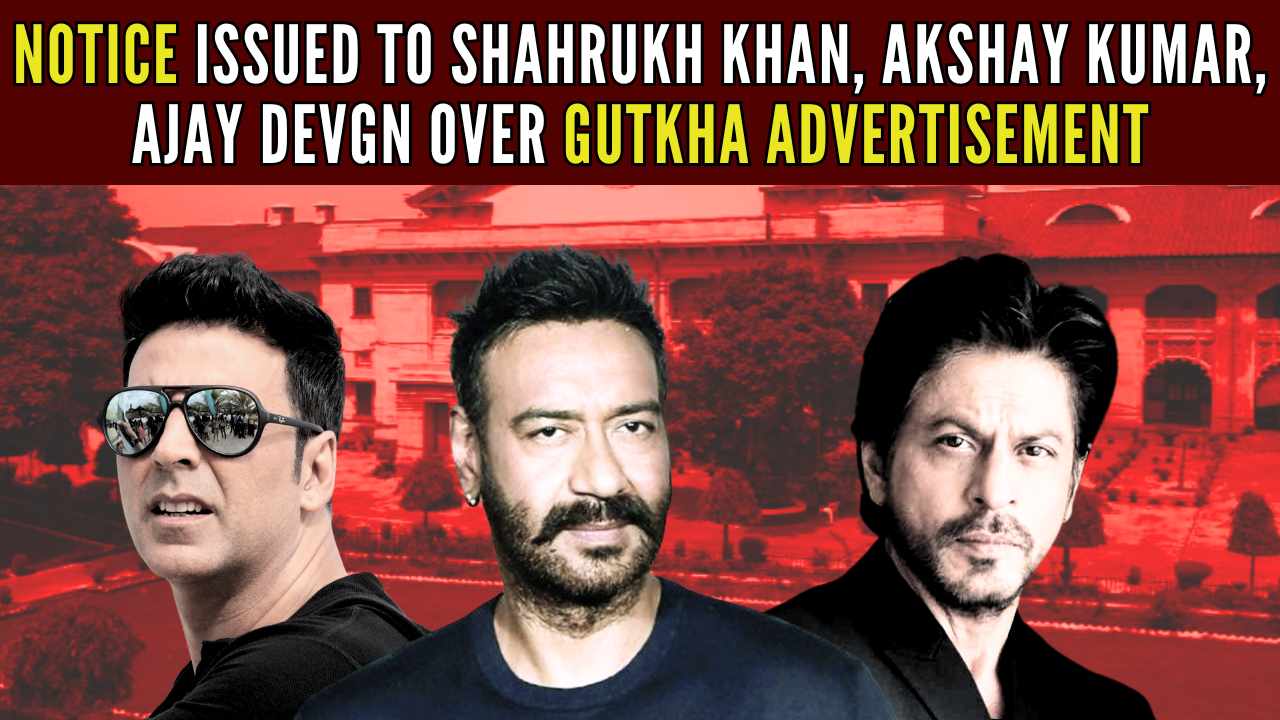 NOTICE ISSUED TO SHAHRUKH KHAN, AKSHAY KUMAR,
AJAY DEVGN OVER GUTKHA ADVERTISEMENT